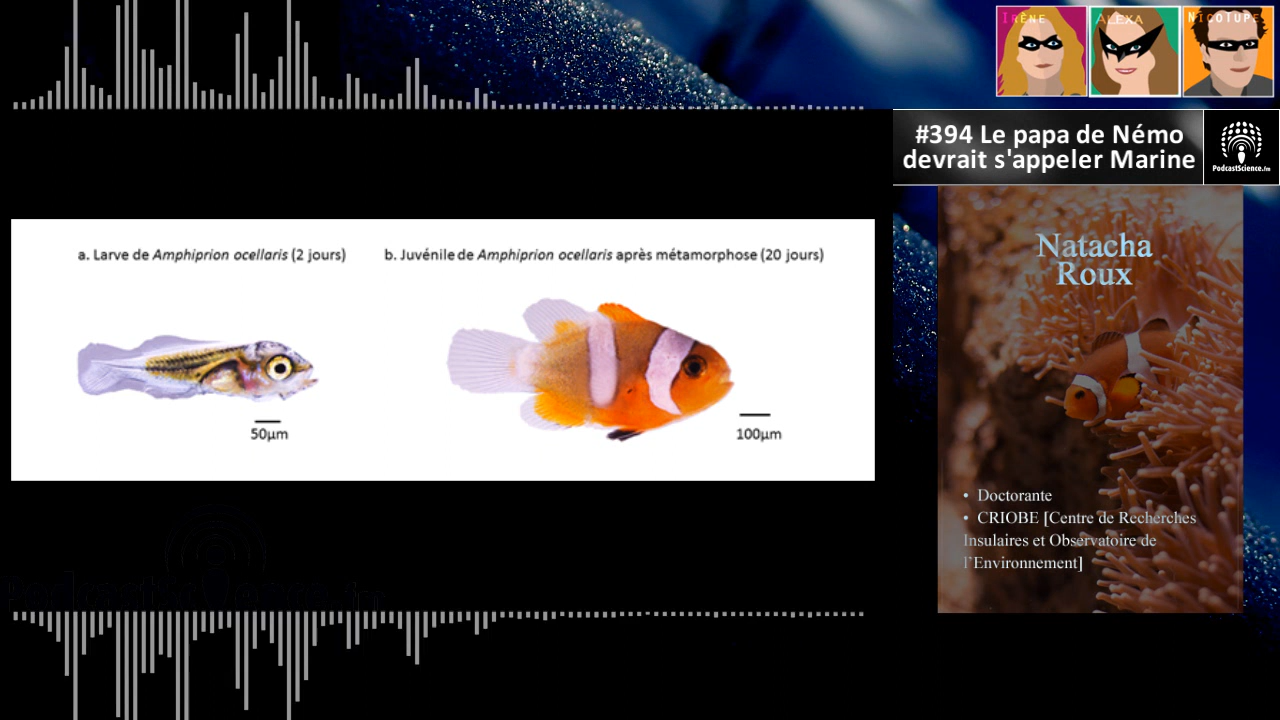 IRÈNE
ALEXA
NICOTUPE
#394 Le papa de Némo
devrait s'appeler Marine
PodcastScience.fm
Natacha
Roux
a. Larve de Amphiprion ocellaris (2 jours)
b. Juvénile de Amphiprion ocellaris après métamorphose (20 jours)
50µm
100µm
• Doctorante
• CRIOBE [Centre de Recherches
Insulaires et Observatoire de
l'Environnement]
PodcastScience.fm